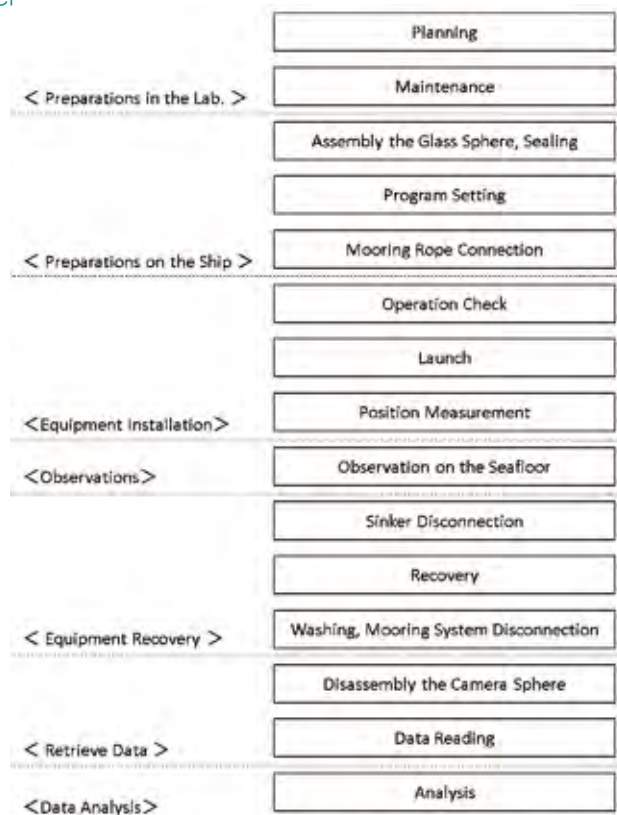 Planning
Maintenance
< Preparations in the Lab. >
Assembly the Glass Sphere, Sealing
Program Setting
Mooring Rope Connection
< Preparations on the Ship >
Operation Check
Launch
Position Measurement
<Equipment Installation>
Observation on the Seafloor
<Observations>
Sinker Disconnection
Recovery
Washing, Mooring System Disconnection
< Equipment Recovery >
Disassembly the Camera Sphere
Data Reading
< Retrieve Data >
Analysis
<Data Analysis>